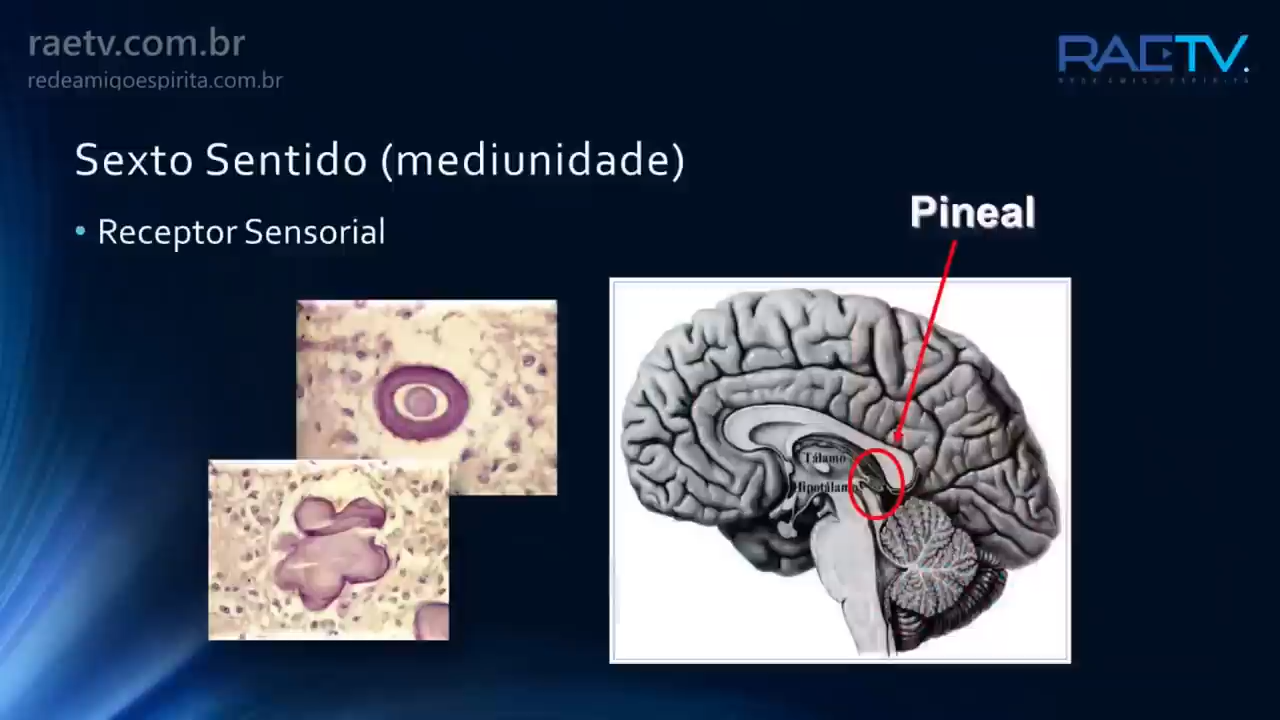 raetv.com.br
redeamigoespirita.com.br
RAETV.
Sexto Sentido (mediunidade)
• Receptor Sensorial
Pineal
Tálamo
Hipotálamo